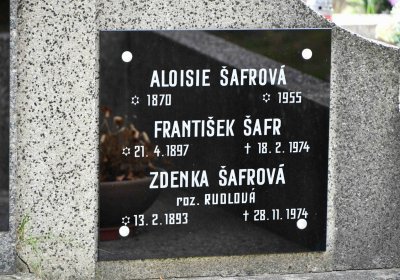 ALOISIE ŠAFROVÁ
✡ 1870 ✡ 1955
FRANTIŠEK ŠAFR
✡ 21. 4. 1897 † 18. 2. 1974
ZDENKA ŠAFROVÁ
roz. RUDLOVÁ
✡ 13. 2. 1893 † 28. 11. 1974